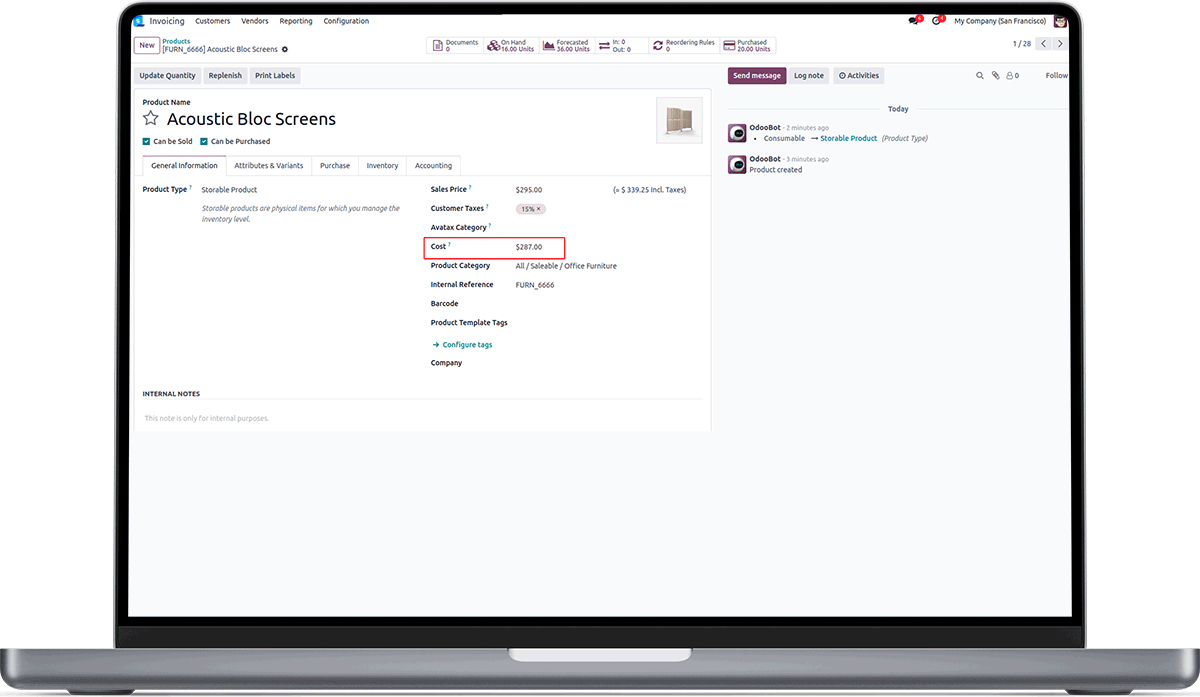 Invoicing Customers Vendors Reporting Configuration
6 4 My Company (San Francisco)
New Products
[FURN_6666] Acoustic Bloc Screens
Documents 0
On Hand 16.00 Units
Forecasted 36.00 Units
In: 0 Out: 0
Reordering Rules 0
Purchased 20.00 Units
1 / 28
Update Quantity Replenish Print Labels
Send message Log note Activities 0 Follow
Product Name
Acoustic Bloc Screens
Can be Sold Can be Purchased
General Information Attributes & Variants Purchase Inventory Accounting
Product Type ? Storable Product
Storable products are physical items for which you manage the
inventory level.
Sales Price ? $295.00 (= $ 339.25 Incl. Taxes)
Customer Taxes ? 15% ×
Avatax Category ?
Cost ? $287.00
Product Category All / Saleable / Office Furniture
Internal Reference FURN_6666
Barcode
Product Template Tags
→ Configure tags
Company
INTERNAL NOTES
This note is only for internal purposes.
Today
OdooBot - 2 minutes ago
• Consumable → Storable Product (Product Type)
OdooBot - 3 minutes ago
Product created